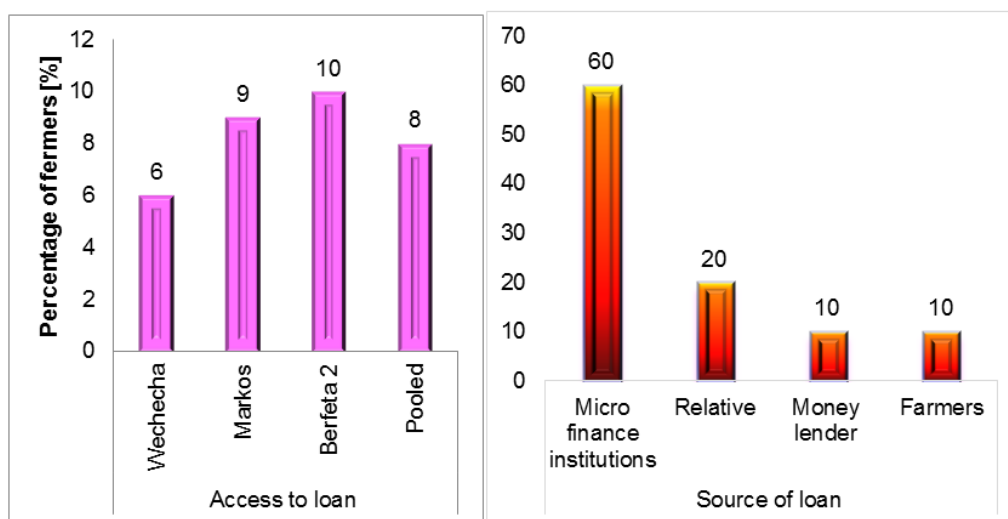 Percentage of fermers [%]
12
10
8
6
4
2
0
6
9
10
8
Wechecha
Markos
Berfeta 2
Pooled
Access to loan
70
60
50
40
30
20
10
0
60
20
10
10
Micro
finance
institutions
Relative
Money
lender
Farmers
Source of loan